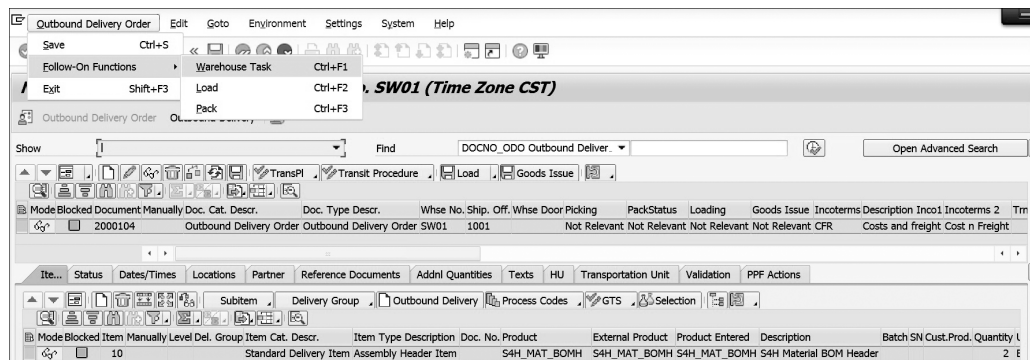 Outbound Delivery Order Edit Goto Environment Settings System Help
Save Ctrl+S
Follow-On Functions Warehouse Task Ctrl+F1
SW01 (Time Zone CST)
Exit Shift+F3 Load Ctrl+F2
Pack Ctrl+F3
Outbound Delivery Order
Show Find DOCNO_ODO Outbound Deliver. Open Advanced Search
TransPl Transit Procedure Load Goods Issue
Mode Blocked Document Manually Doc. Cat. Descr. Doc. Type Descr. Whse No. Ship. Off. Whse Door Picking PackStatus Loading Goods Issue Incoterms Description Inco1 Incoterms 2
2000104 Outbound Delivery Order Outbound Delivery Order SW01 1001 Not Relevant Not Relevant Not Relevant Not Relevant CFR Costs and freight Cost n Freight
Ite... Status Dates/Times Locations Partner Reference Documents Addnl Quantities Texts HU Transportation Unit Validation PPF Actions
Subitem Delivery Group Outbound Delivery Process Codes GTS Selection
Mode Blocked Item Manually Level Del. Group Item Cat. Descr. Item Type Description Doc. No. Product External Product Product Entered Description Batch SN Cust.Prod. Quantity
10 Standard Delivery Item Assembly Header Item S4H_MAT_BOMH S4H_MAT_BOMH S4H_MAT_BOMH S4H Material BOM Header 2